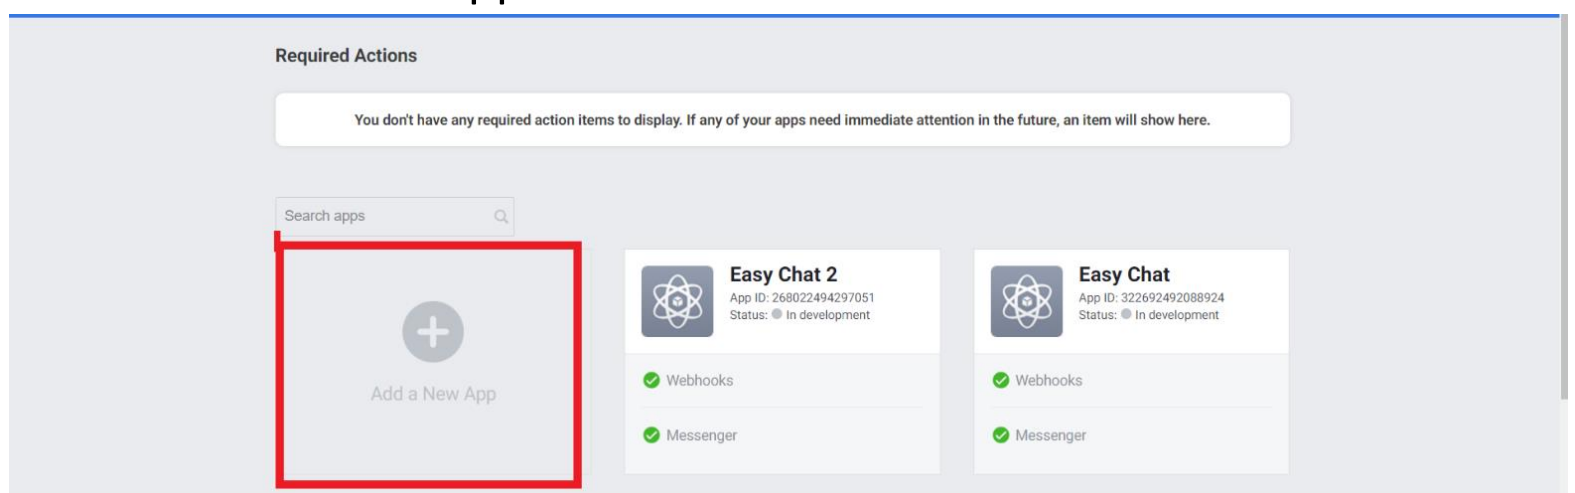 Required Actions
You don't have any required action items to display. If any of your apps need immediate attention in the future, an item will show here.
Search apps
Add a New App
Easy Chat 2
App ID: 268022494297051
Status: In development
Webhooks
Messenger
Easy Chat
App ID: 322692492088924
Status: In development
Webhooks
Messenger